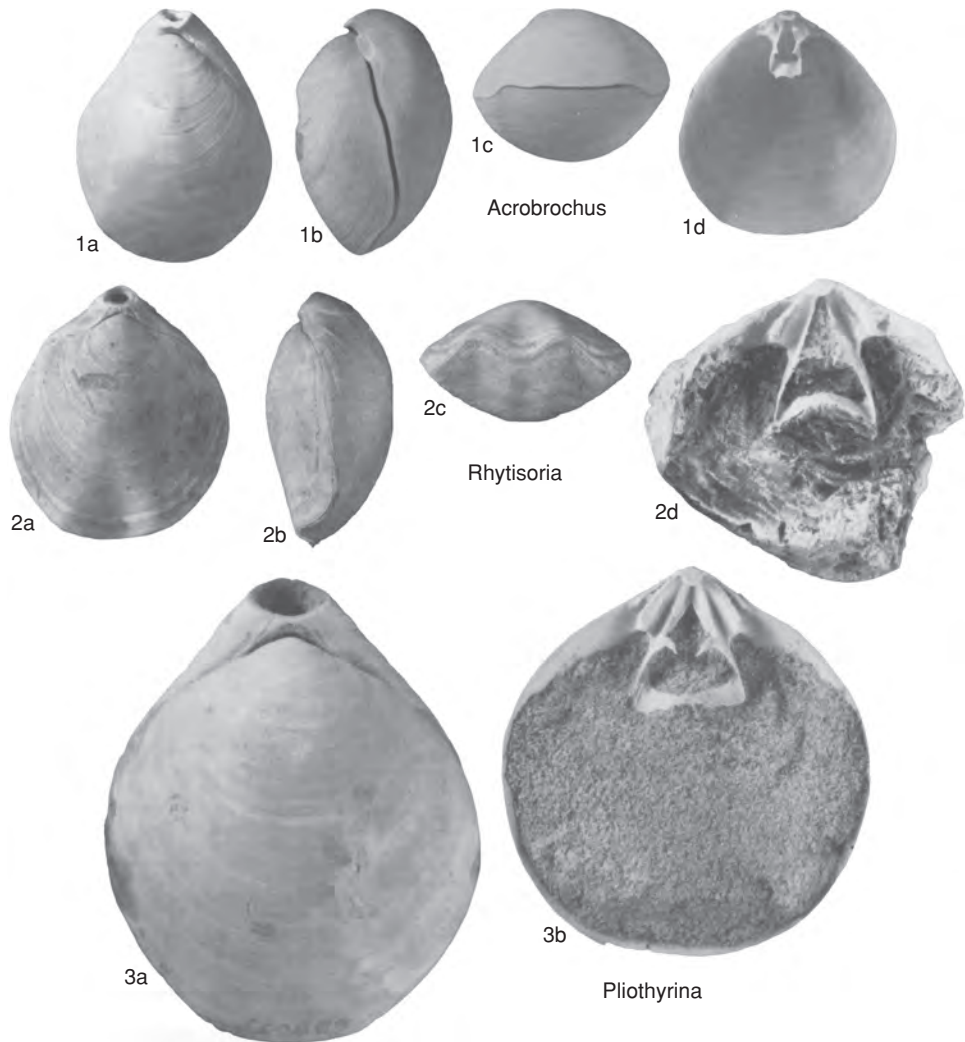 1a
1b
1c
Acrobrochus
1d
2a
2b
2c
Rhytisoria
2d
3a
3b
Pliothyrina